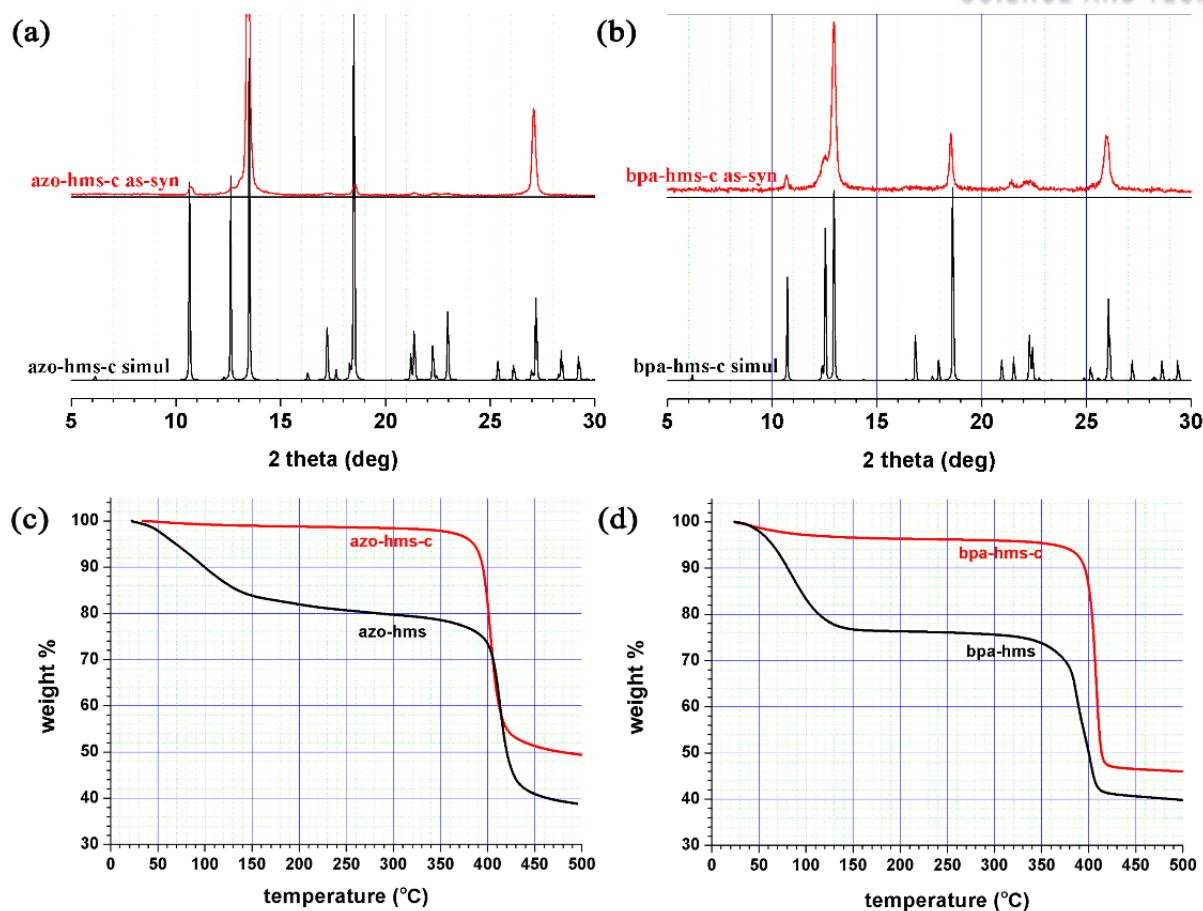 (a)
azo-hms-c as-syn
azo-hms-c simul
5 10 15 20 25 30
2 theta (deg)
(b)
bpa-hms-c as-syn
bpa-hms-c simul
5 10 15 20 25 30
2 theta (deg)
(c)
weight %
100
90
80
70
60
50
40
30
azo-hms-c
azo-hms
0 50 100 150 200 250 300 350 400 450 500
temperature (°C)
(d)
weight %
100
90
80
70
60
50
40
30
bpa-hms-c
bpa-hms
0 50 100 150 200 250 300 350 400 450 500
temperature (°C)